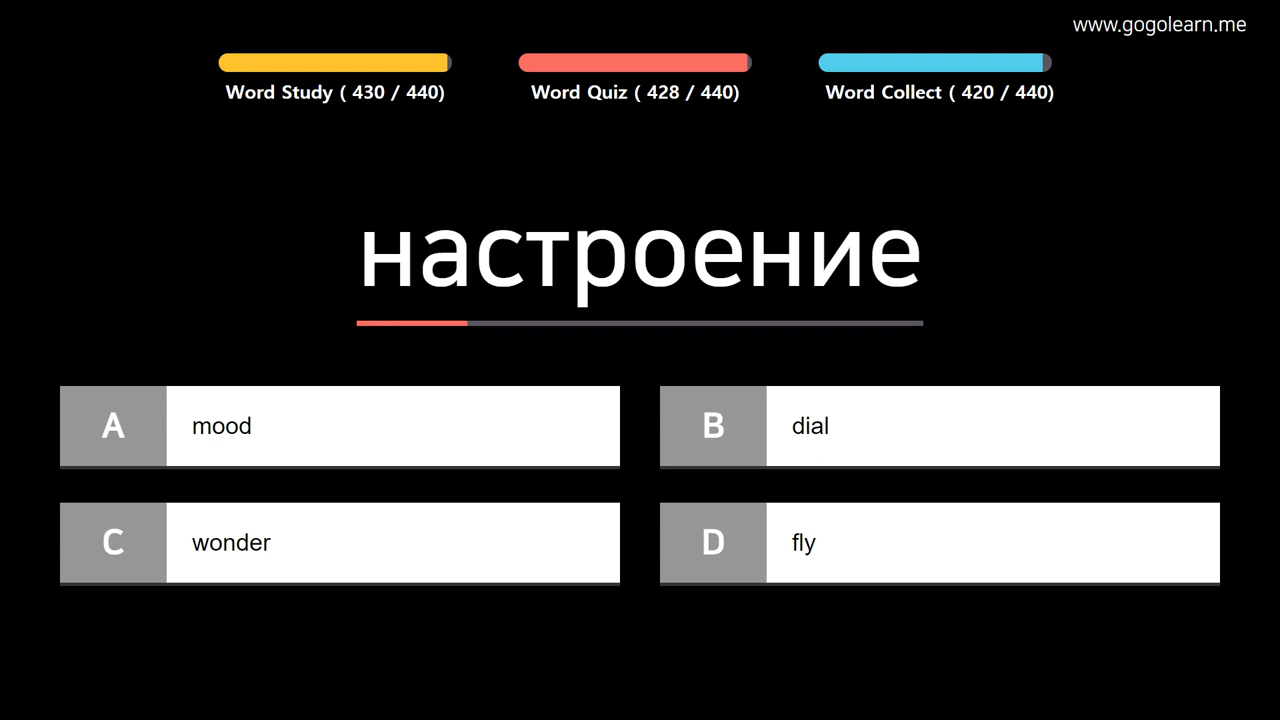 www.gogolearn.me
Word Study ( 430 / 440)
Word Quiz ( 428 / 440)
Word Collect ( 420 / 440)
настроение
A mood
B dial
C wonder
D fly